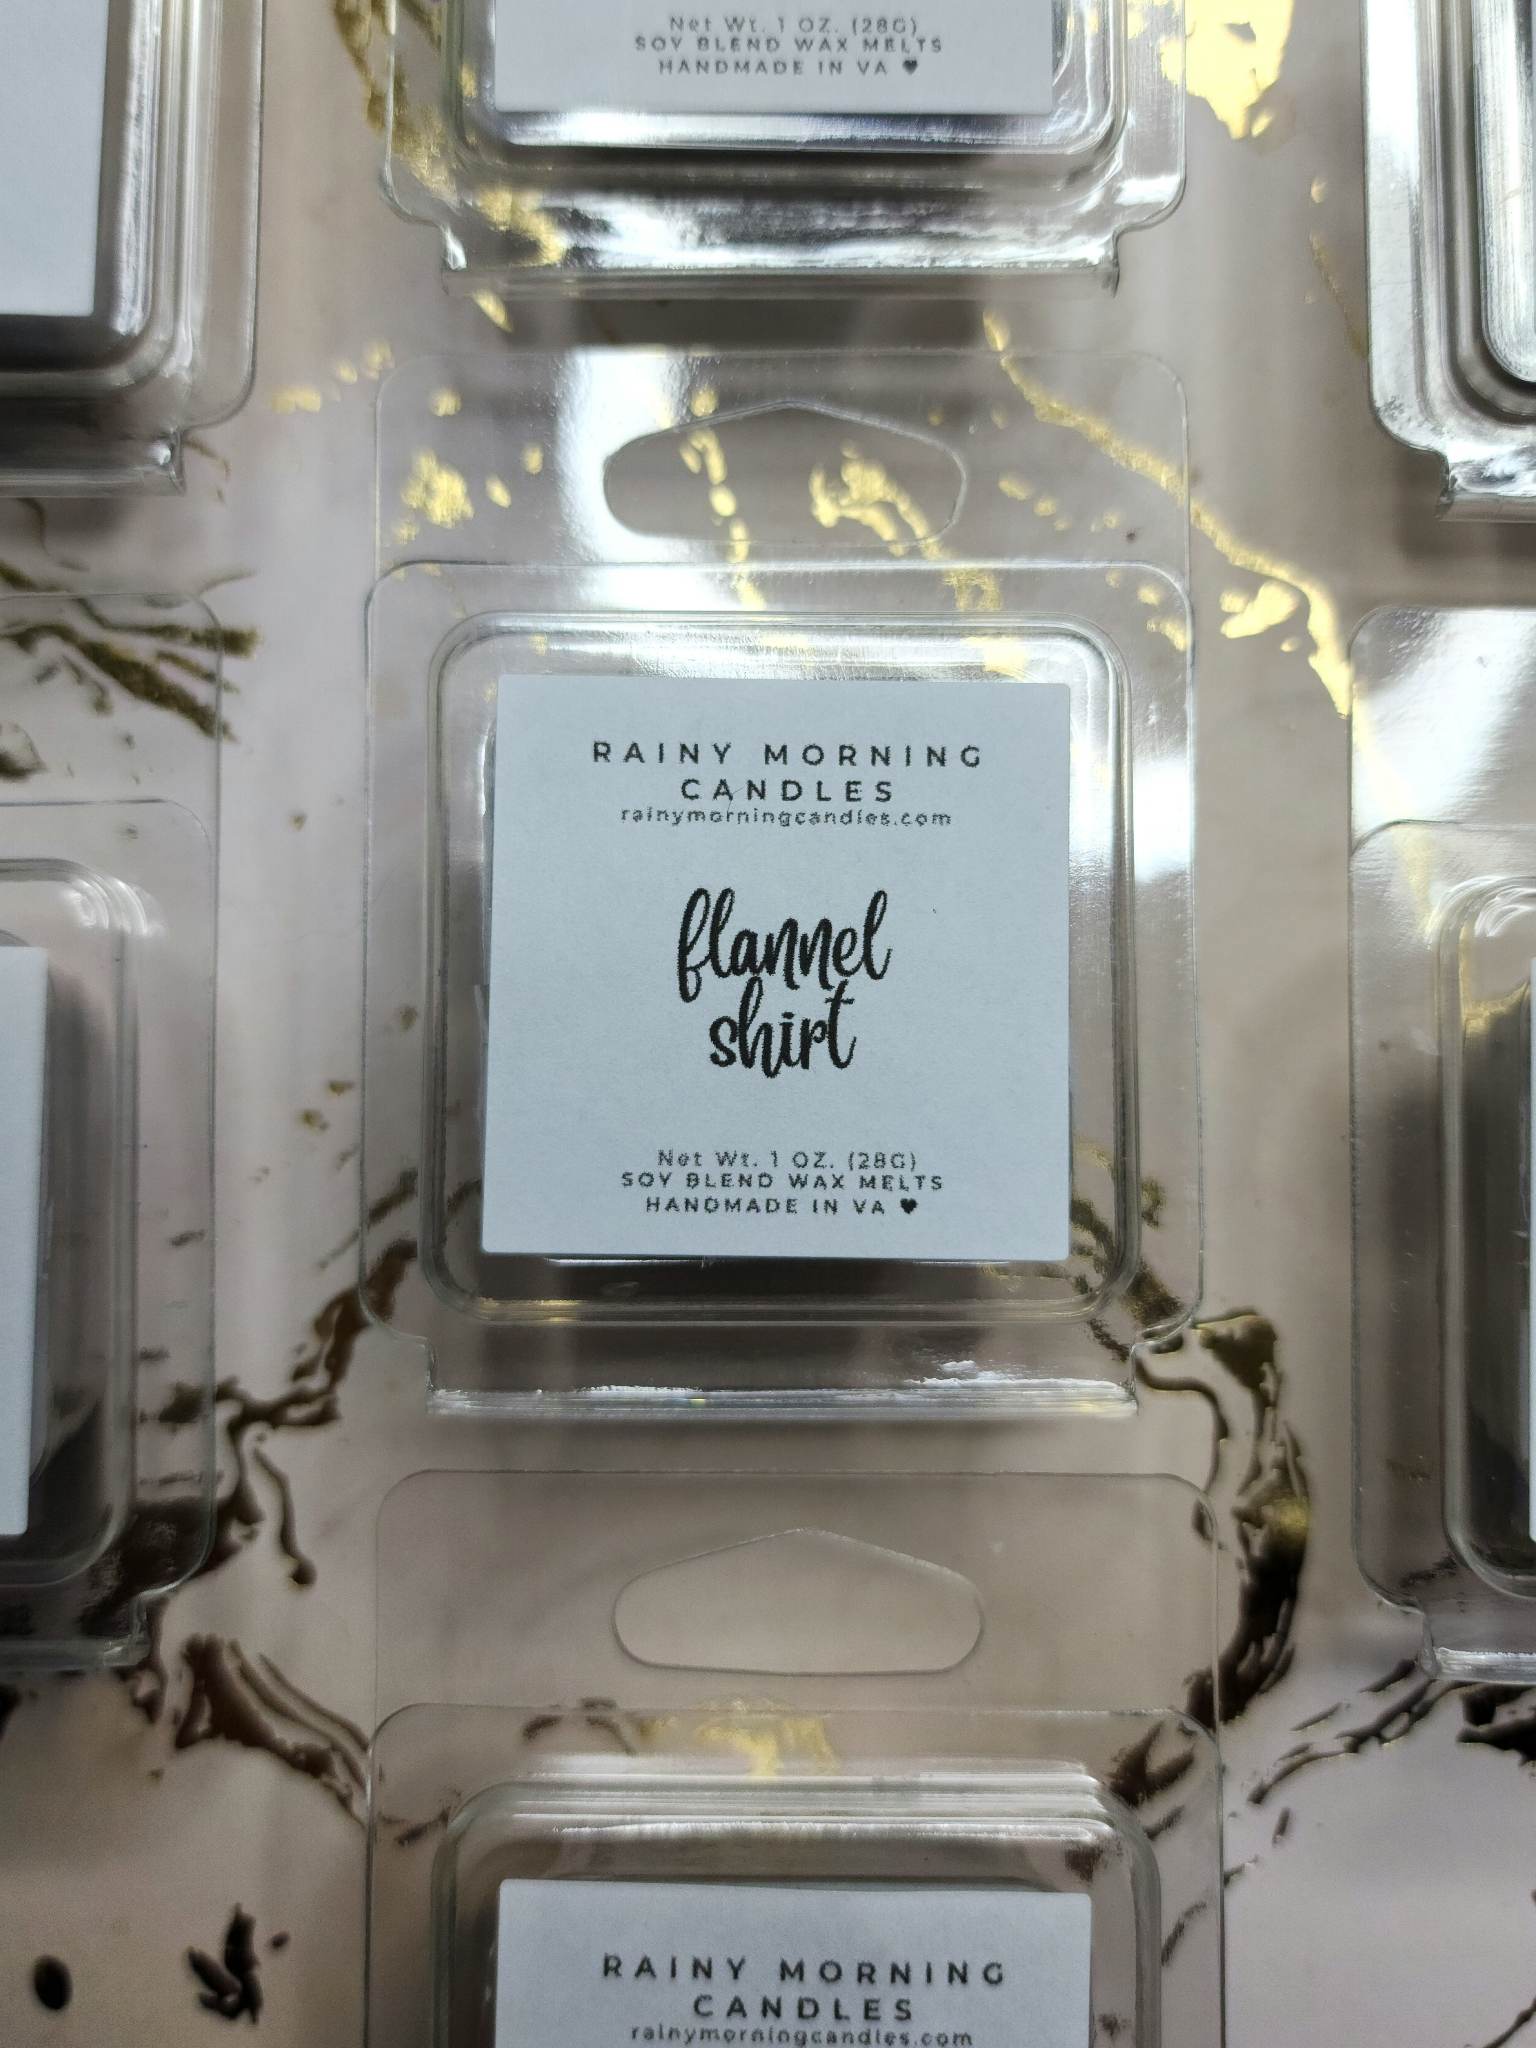 Net Wt. 1 OZ. (28G)
SOY BLEND WAX MELTS
HANDMADE IN VA ♥
RAINY MORNING
CANDLES
rainymorningcandles.com
flannel
shirt
Net Wt. 1 OZ. (28G)
SOY BLEND WAX MELTS
HANDMADE IN VA ♥
RAINY MORNING
CANDLES
rainymorningcandles.com